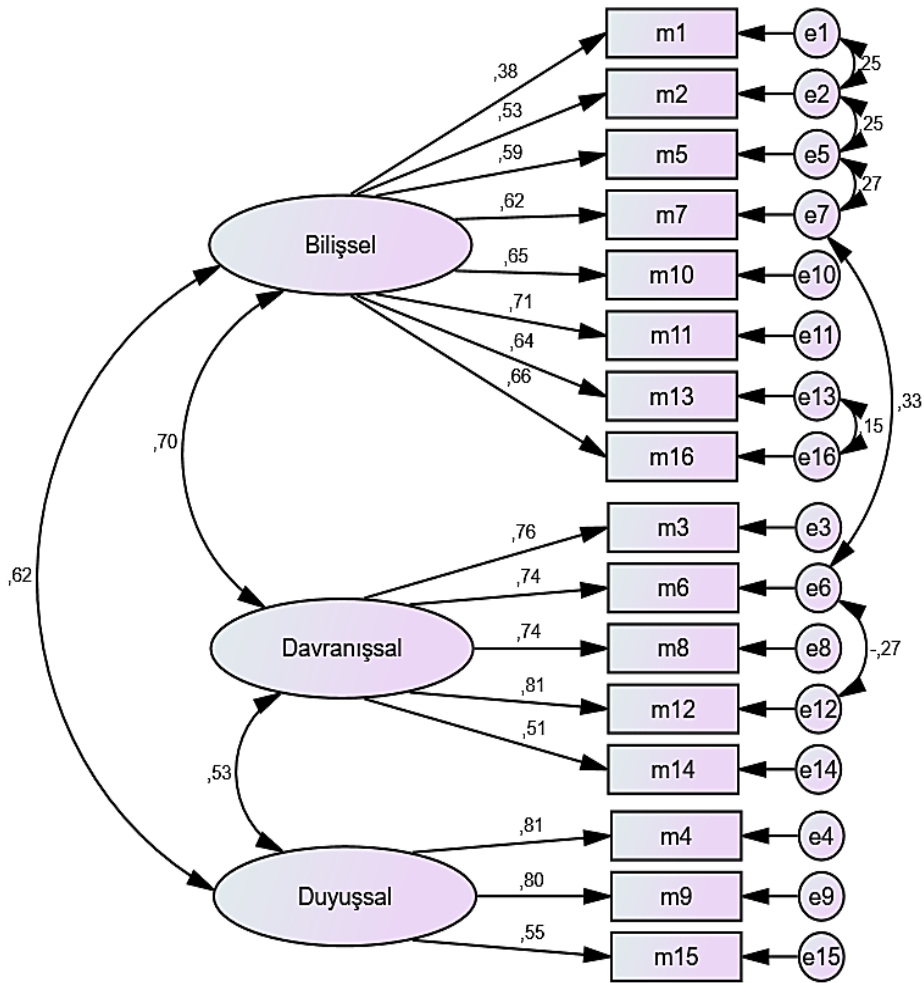 m1
e1
,25
,38
m2
e2
,53
,25
m5
e5
,59
,27
m7
e7
,62
Bilişsel
m10
e10
,65
m11
e11
,71
,64
m13
e13
,33
,66
,15
m16
e16
,70
m3
e3
,76
,62
m6
e6
,74
Davranışsal
m8
e8
,74
-,27
m12
e12
,81
,51
m14
e14
,53
m4
e4
,81
Duyuşsal
m9
e9
,80
m15
e15
,55